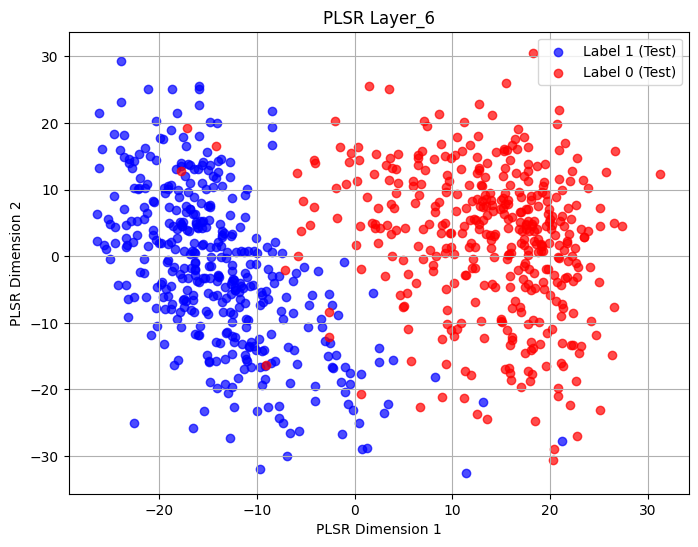 PLSR Layer_6
Label 1 (Test)
Label 0 (Test)
PLSR Dimension 2
30
20
10
0
−10
−20
−30
−20
−10
0
10
20
30
PLSR Dimension 1